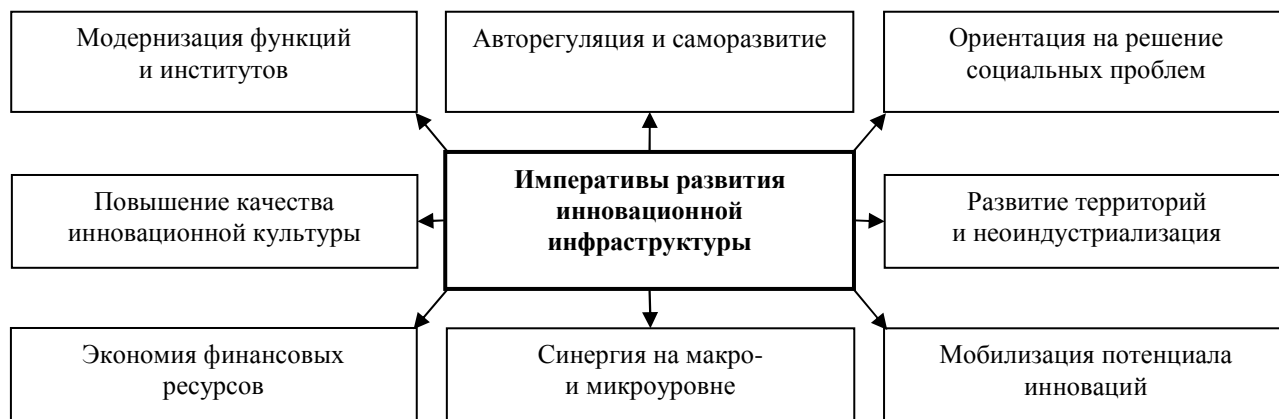 Модернизация функций
и институтов
Авторегуляция и саморазвитие
Ориентация на решение
социальных проблем
Повышение качества
инновационной культуры
Императивы развития
инновационной
инфраструктуры
Развитие территорий
и неоиндустриализация
Экономия финансовых
ресурсов
Синергия на макро-
и микроуровне
Мобилизация потенциала
инноваций